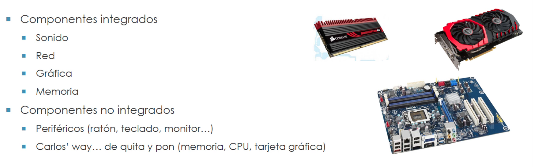 Componentes integrados
Sonido
Red
Gráfica
Memoria
Componentes no integrados
Periféricos (ratón, teclado, monitor...)
Carlos' way... de quita y pon (memoria, CPU, tarjeta gráfica)